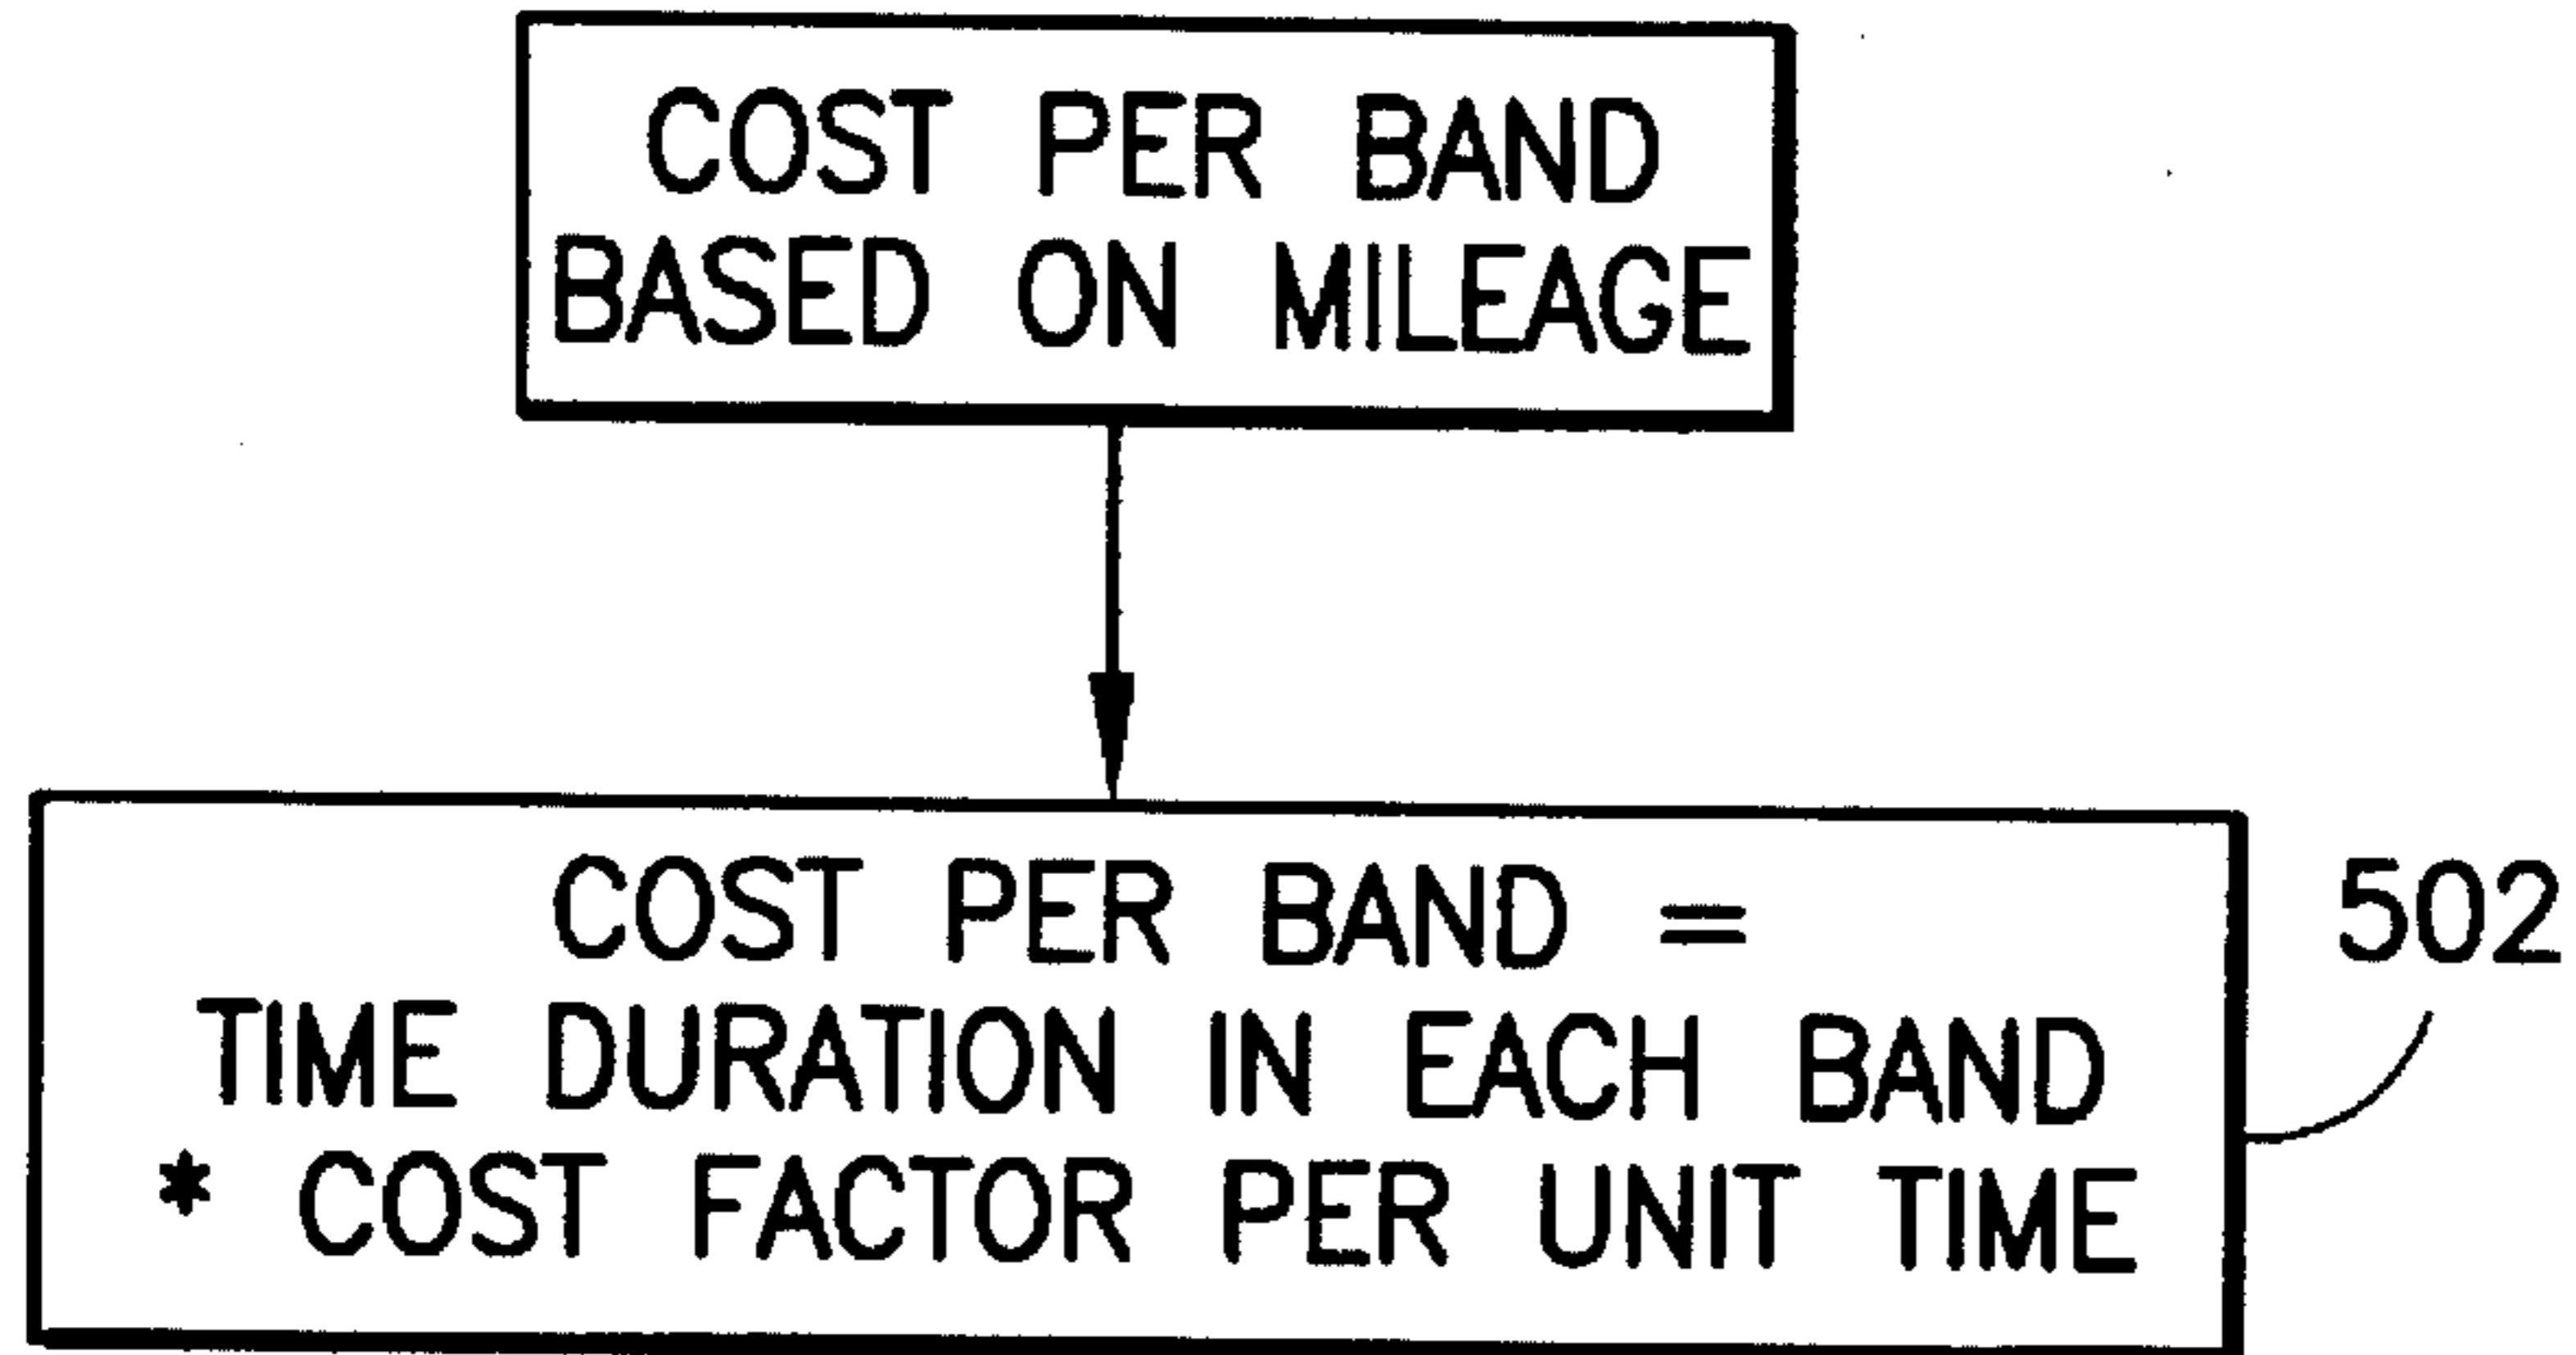 COST PER BAND
BASED ON MILEAGE
COST PER BAND =
TIME DURATION IN EACH BAND
* COST FACTOR PER UNIT TIME
502